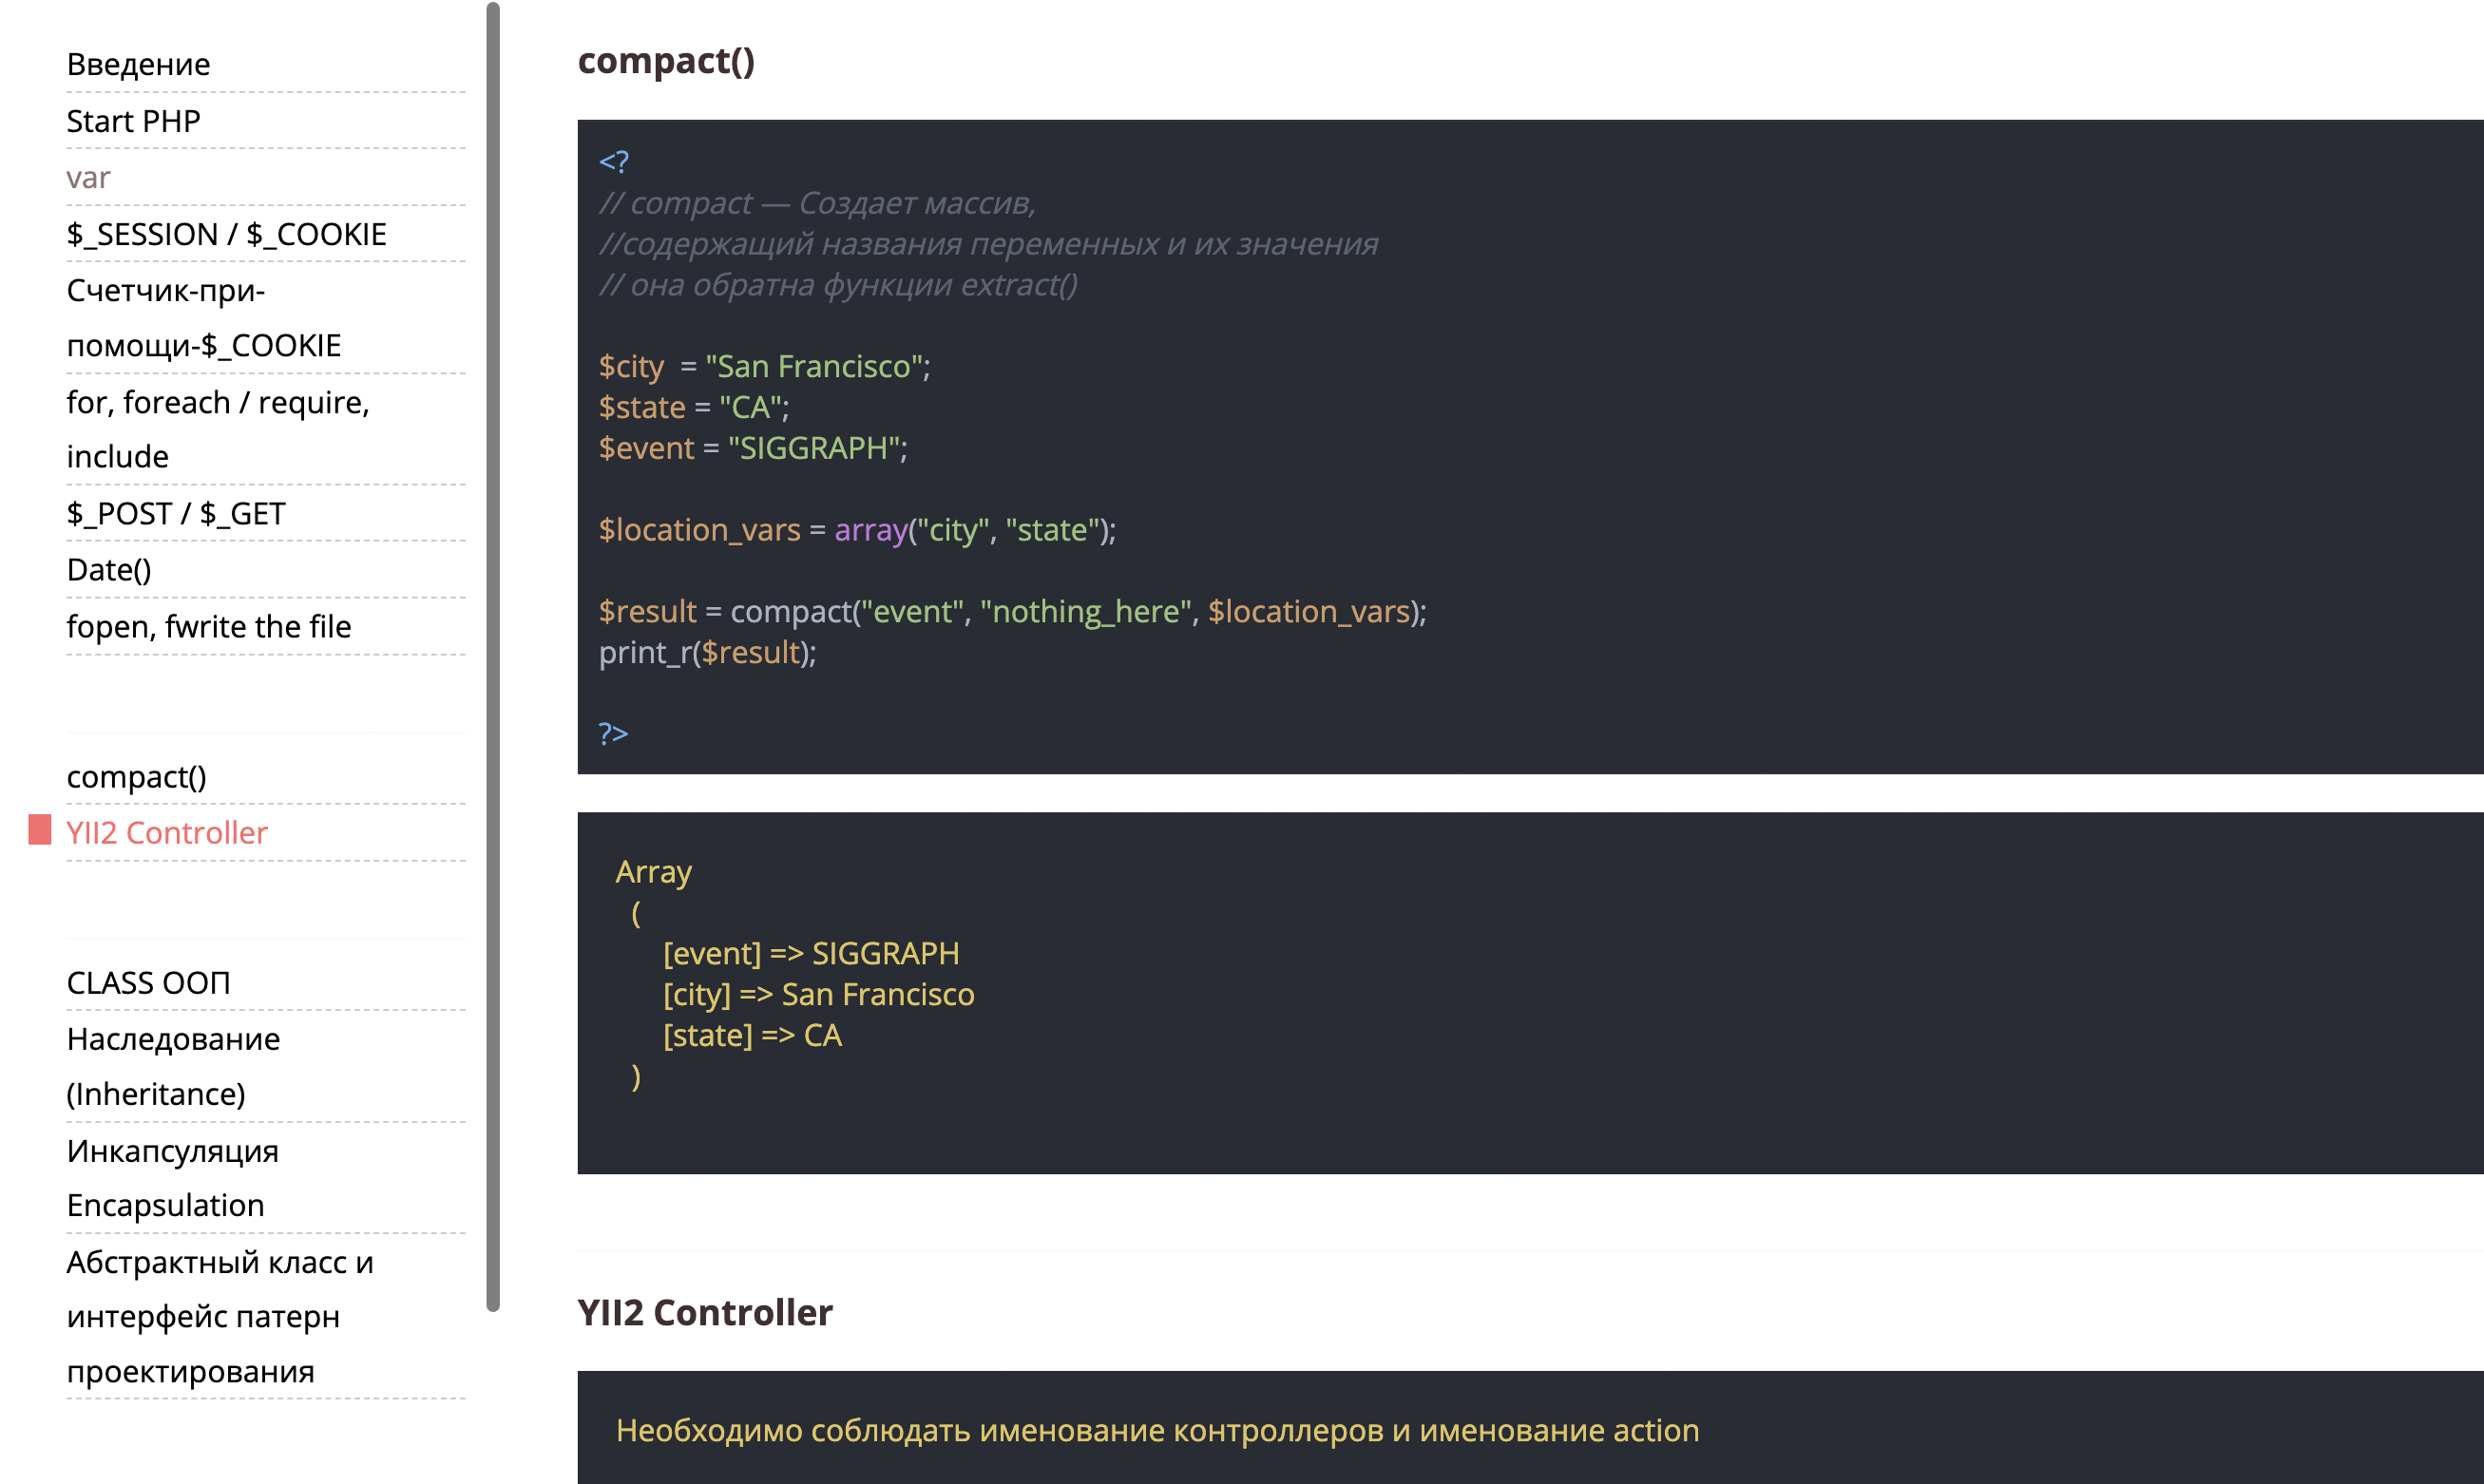 Введение
Start PHP
var
$_SESSION / $_COOKIE
Счетчик-при-
помощи-$_COOKIE
for, foreach / require,
include
$_POST / $_GET
Date()
fopen, fwrite the file
compact()
YII2 Controller
CLASS ООП
Наследование
(Inheritance)
Инкапсуляция
Encapsulation
Абстрактный класс и
интерфейс патерн
проектирования
compact()
<?
// compact — Создает массив,
//содержащий названия переменных и их значения
// она обратна функции extract()
$city  = "San Francisco";
$state = "CA";
$event = "SIGGRAPH";
$location_vars = array("city", "state");
$result = compact("event", "nothing_here", $location_vars);
print_r($result);
?>
Array
(
[event] => SIGGRAPH
[city] => San Francisco
[state] => CA
)
YII2 Controller
Необходимо соблюдать именование контроллеров и именование action